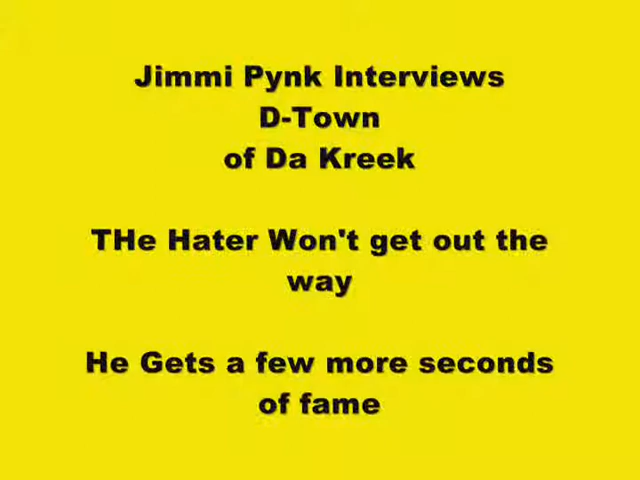 Jimmi Pynk Interviews
D-Town
of Da Kreek
THe Hater Won't get out the
way
He Gets a few more seconds
of fame